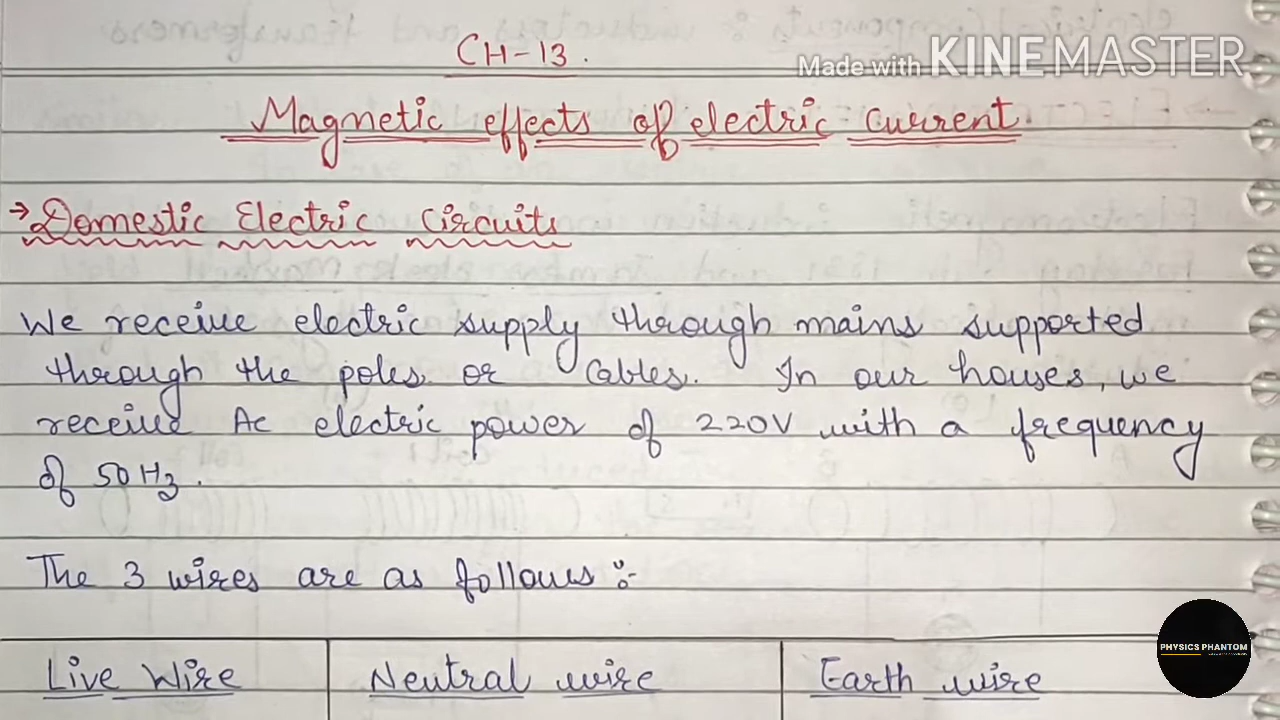 CH-13.
Made with KINEMASTER
Magnetic effects of electric current.
→ Domestic Electric Circuits
We receive electric supply through mains supported
through the poles or cables. In our houses, we
receive AC electric power of 220V with a frequency
of 50 Hz.
The 3 wires are as follows :-
Live Wire
Neutral wire
Earth wire
PHYSICS PHANTOM